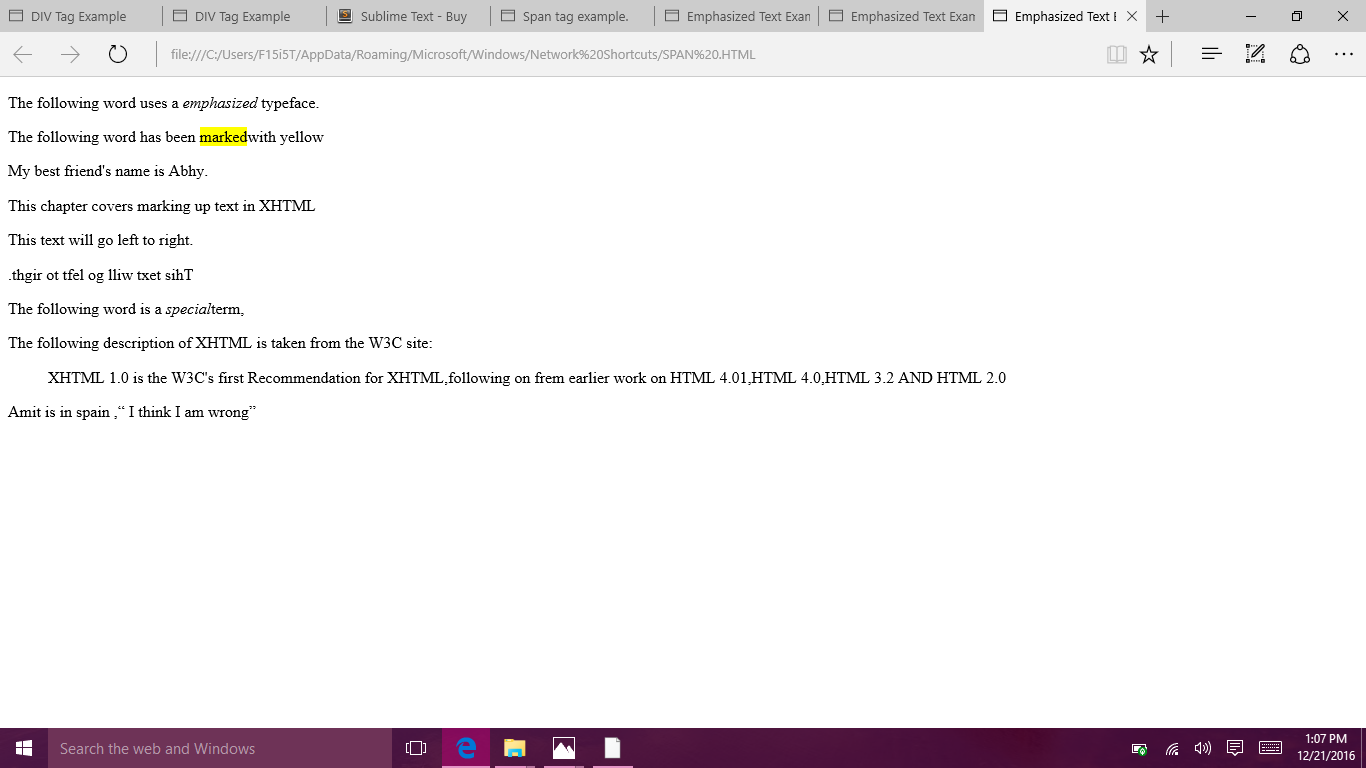 DIV Tag Example
DIV Tag Example
Sublime Text - Buy
Span tag example.
Emphasized Text Exam
Emphasized Text Exam
Emphasized Text E
file:///C:/Users/F15i5T/AppData/Roaming/Microsoft/Windows/Network%20Shortcuts/SPAN%20.HTML
The following word uses a emphasized typeface.
The following word has been markedwith yellow
My best friend's name is Abhy.
This chapter covers marking up text in XHTML
This text will go left to right.
.thgir ot tfel og lliw txet sihT
The following word is a specialterm,
The following description of XHTML is taken from the W3C site:
XHTML 1.0 is the W3C's first Recommendation for XHTML,following on frem earlier work on HTML 4.01,HTML 4.0,HTML 3.2 AND HTML 2.0
Amit is in spain ,“ I think I am wrong”
Search the web and Windows
1:07 PM
12/21/2016